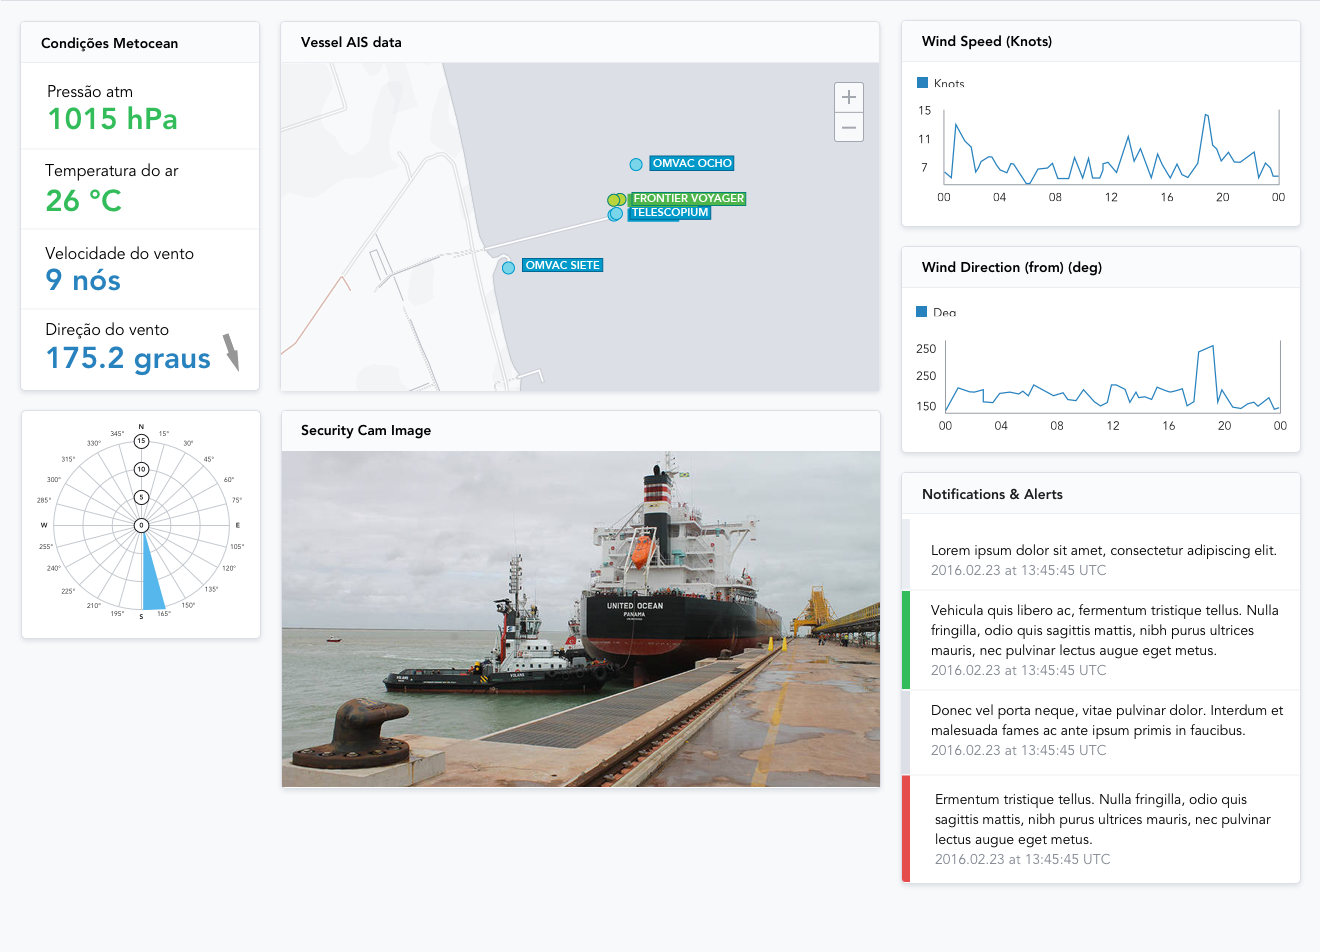 Condições Metocean
Pressão atm
1015 hPa
Temperatura do ar
26 °C
Velocidade do vento
9 nós
Direção do vento
175.2 graus
N
15°
30°
45°
60°
75°
E
105°
120°
135°
150°
165°
S
195°
210°
225°
240°
255°
W
285°
300°
315°
330°
345°
15
10
5
0
Vessel AIS data
+
−
OMVAC OCHO
FRONTIER VOYAGER
TELESCOPIUM
OMVAC SIETE
Security Cam Image
UNITED OCEAN
PANAMA
VOLANS
VOLANS
Wind Speed (Knots)
Knots
15
11
7
00 04 08 12 16 20 00
Wind Direction (from) (deg)
Deg
250
250
150
00 04 08 12 16 20 00
Notifications & Alerts
Lorem ipsum dolor sit amet, consectetur adipiscing elit.
2016.02.23 at 13:45:45 UTC
Vehicula quis libero ac, fermentum tristique tellus. Nulla
fringilla, odio quis sagittis mattis, nibh purus ultrices
mauris, nec pulvinar lectus augue eget metus.
2016.02.23 at 13:45:45 UTC
Donec vel porta neque, vitae pulvinar dolor. Interdum et
malesuada fames ac ante ipsum primis in faucibus.
2016.02.23 at 13:45:45 UTC
Ermentum tristique tellus. Nulla fringilla, odio quis
sagittis mattis, nibh purus ultrices mauris, nec pulvinar
lectus augue eget metus.
2016.02.23 at 13:45:45 UTC